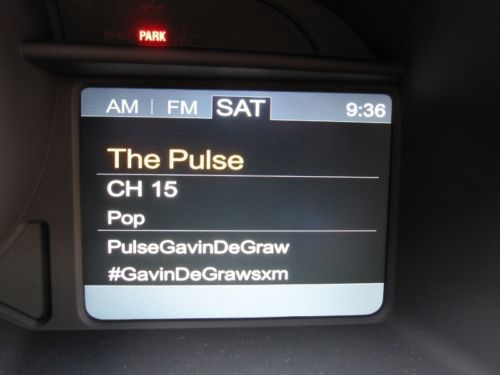 PARK
AM | FM SAT 9:36
The Pulse
CH 15
Pop
PulseGavinDeGraw
#GavinDeGrawsxm